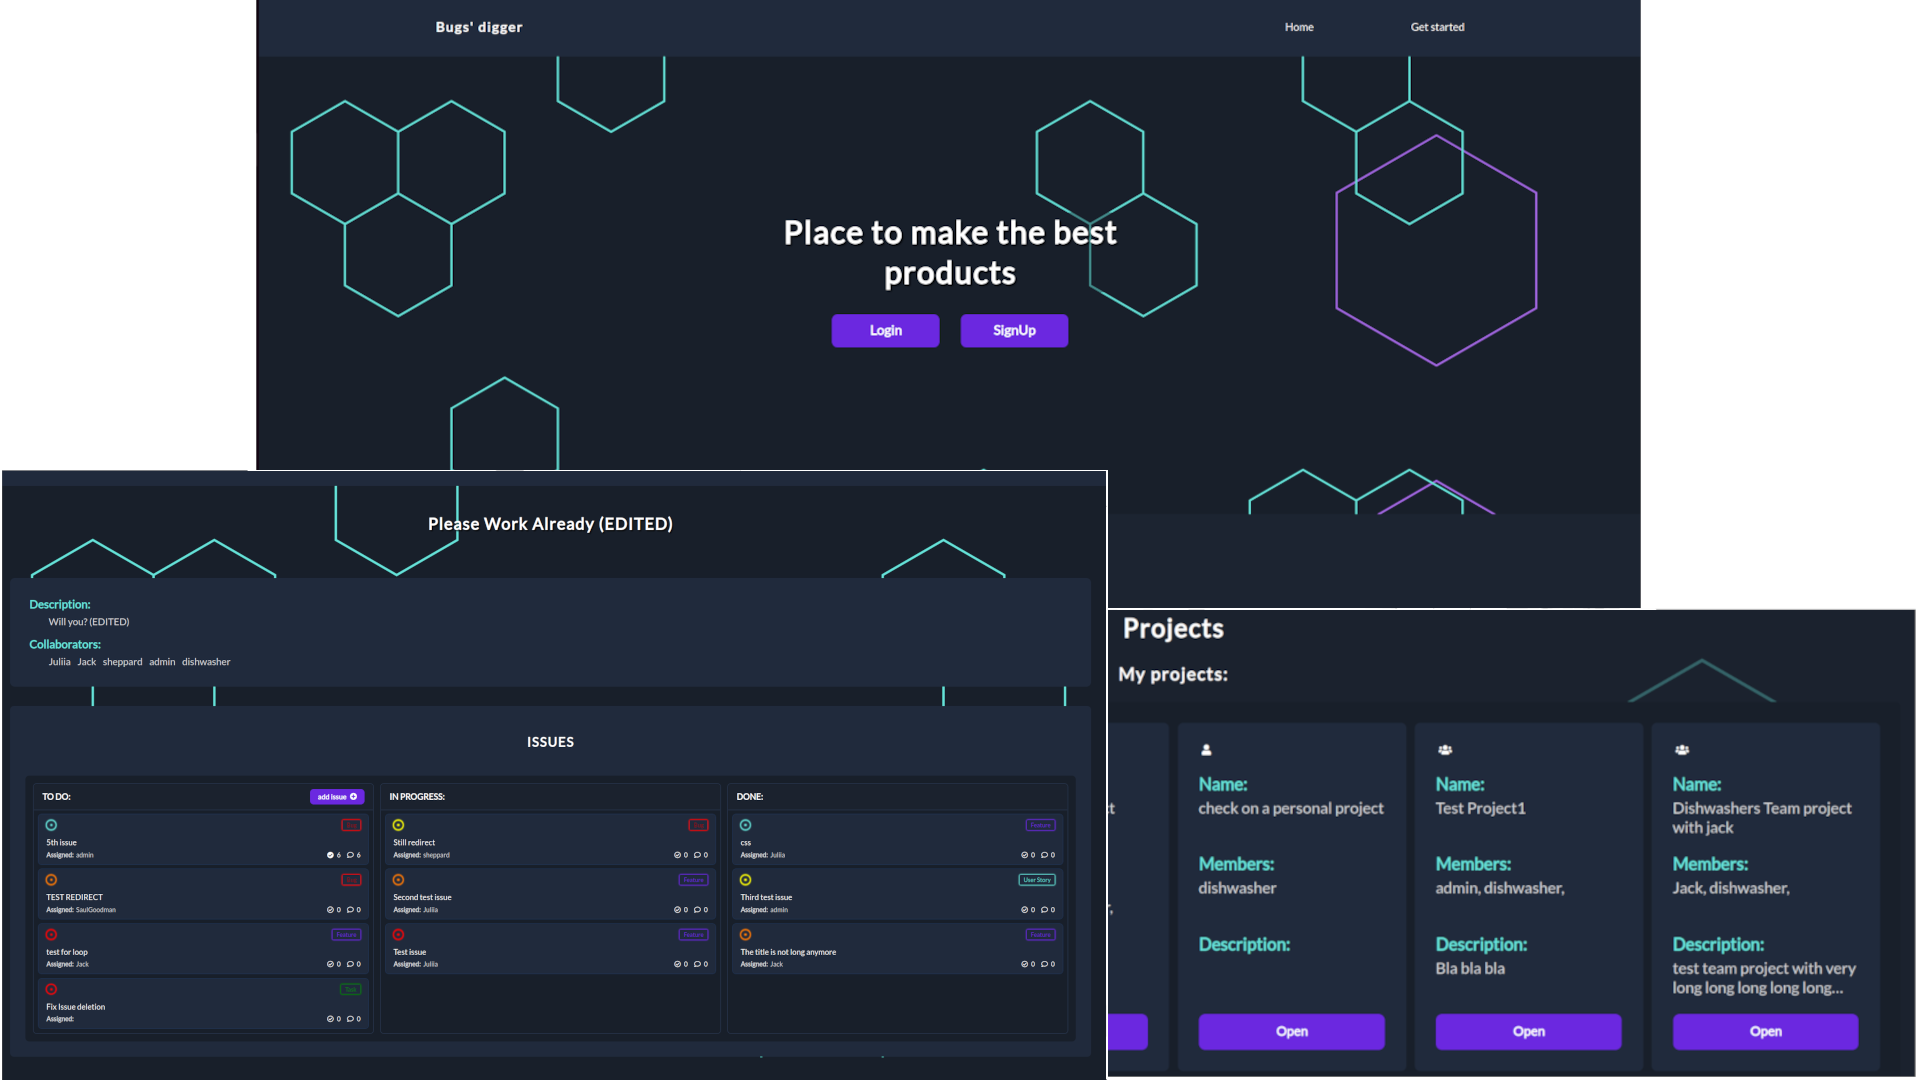 Bugs' digger
Home
Get started
Place to make the best
products
Login
SignUp
Please Work Already (EDITED)
Description:
Will you? (EDITED)
Collaborators:
Juliia Jack sheppard admin dishwasher
ISSUES
TO DO:
add issue
5th issue
Assigned: admin
6 6
TEST REDIRECT
Assigned: SaulGoodman
0 0
Feature
test for loop
Assigned: Jack
0 0
Fix Issue deletion
Assigned:
0 0
IN PROGRESS:
Still redirect
Assigned: sheppard
0 0
Feature
Second test issue
Assigned: Juliia
0 0
Feature
Test issue
Assigned: Juliia
0 0
DONE:
Feature
css
Assigned: Juliia
0 0
User Story
Third test issue
Assigned: admin
0 0
Feature
The title is not long anymore
Assigned: Jack
0 0
Projects
My projects:
Name:
check on a personal project
Members:
dishwasher
Description:
Open
Name:
Test Project1
Members:
admin, dishwasher,
Description:
Bla bla bla
Open
Name:
Dishwashers Team project
with jack
Members:
Jack, dishwasher,
Description:
test team project with very
long long long long long...
Open